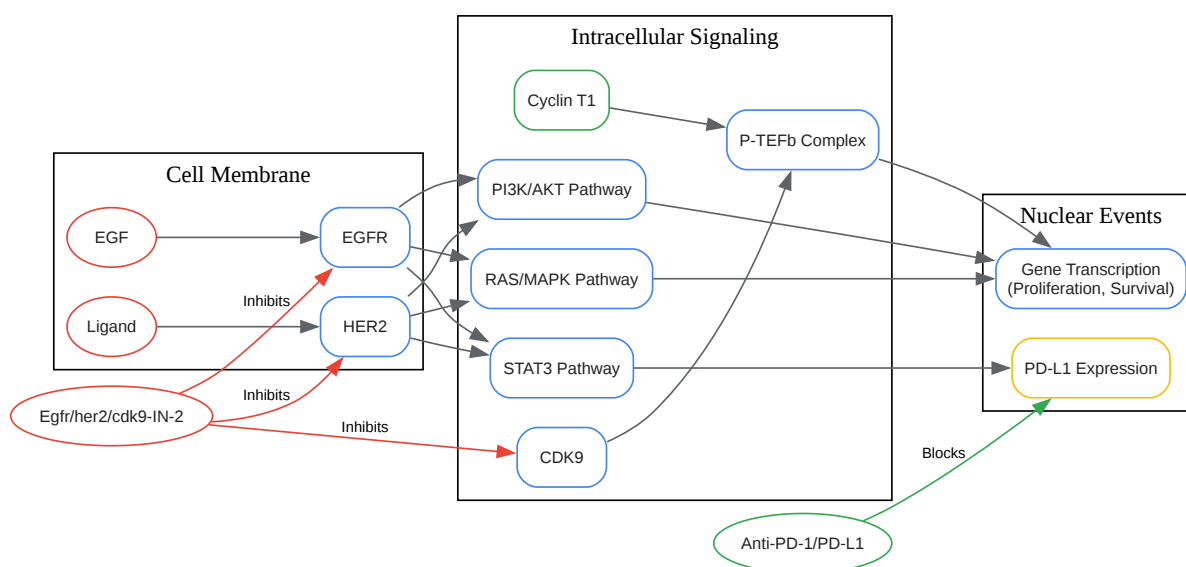 Intracellular Signaling
Cyclin T1
P-TEFb Complex
Cell Membrane
PI3K/AKT Pathway
Nuclear Events
EGF
EGFR
RAS/MAPK Pathway
Gene Transcription
(Proliferation, Survival)
Inhibits
Ligand
HER2
STAT3 Pathway
PD-L1 Expression
Inhibits
Egfr/her2/cdk9-IN-2
Inhibits
CDK9
Blocks
Anti-PD-1/PD-L1